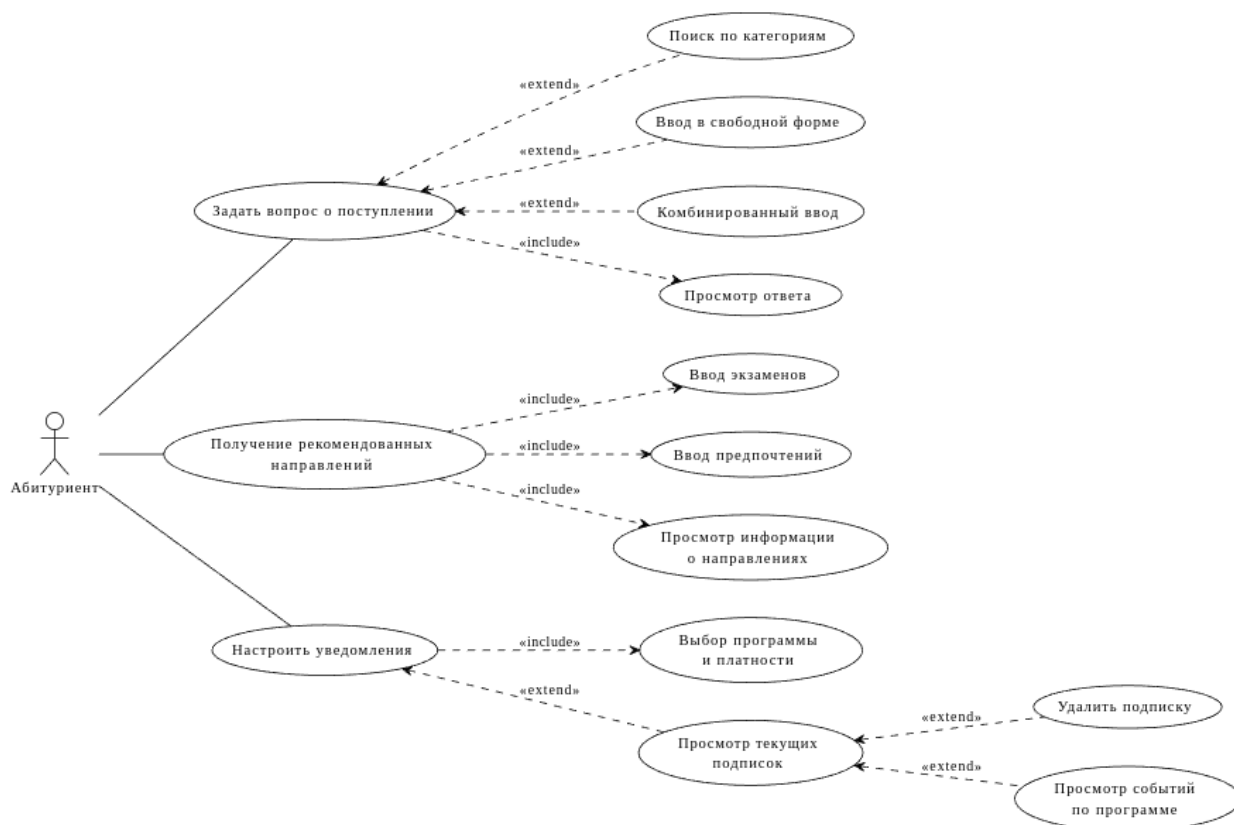 Поиск по категориям
«extend»
Ввод в свободной форме
«extend»
Задать вопрос о поступлении
«extend»
Комбинированный ввод
«include»
Просмотр ответа
Ввод экзаменов
«include»
Получение рекомендованных
направлений
«include»
Ввод предпочтений
Абитуриент
«include»
Просмотр информации
о направлениях
Настроить уведомления
«include»
Выбор программы
и платности
«extend»
Просмотр текущих
подписок
«extend»
Удалить подписку
«extend»
Просмотр событий
по программе